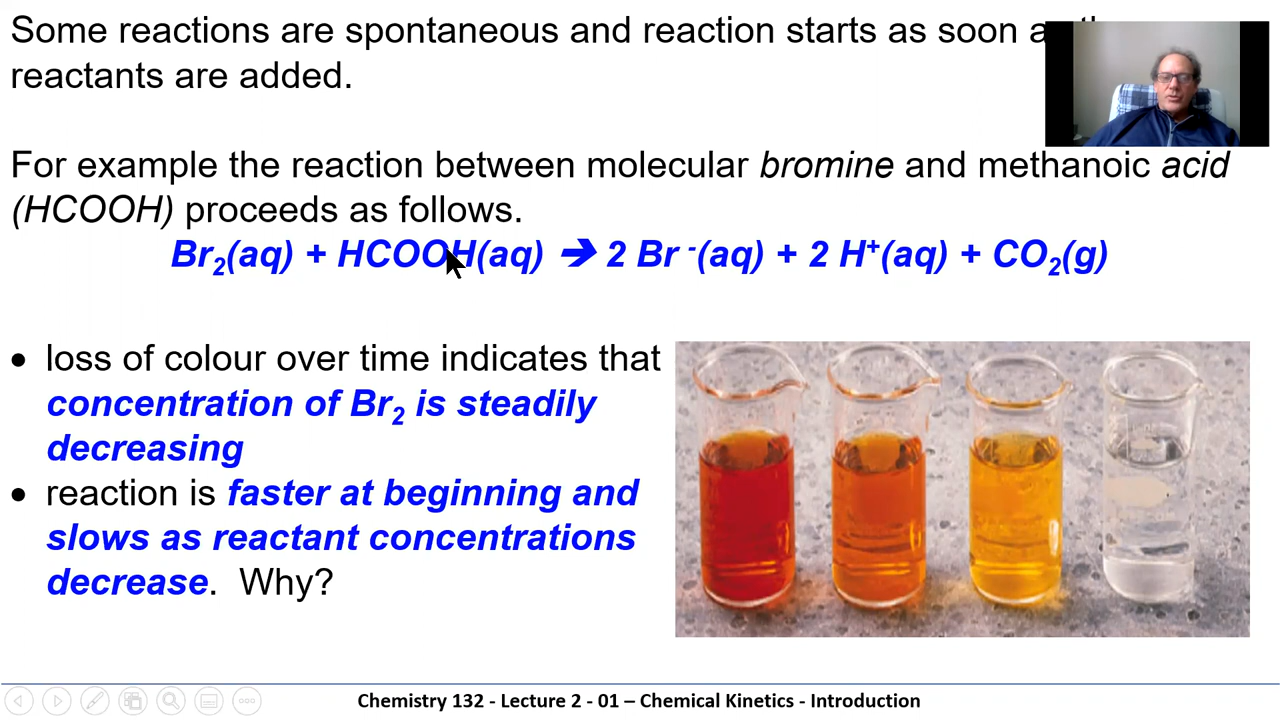 Some reactions are spontaneous and reaction starts as soon
reactants are added.
For example the reaction between molecular bromine and methanoic acid
(HCOOH) proceeds as follows.
Br₂(aq) + HCOOH(aq) ➔ 2 Br ⁻(aq) + 2 H⁺(aq) + CO₂(g)
• loss of colour over time indicates that
concentration of Br₂ is steadily
decreasing
• reaction is faster at beginning and
slows as reactant concentrations
decrease. Why?
Chemistry 132 - Lecture 2 - 01 – Chemical Kinetics - Introduction